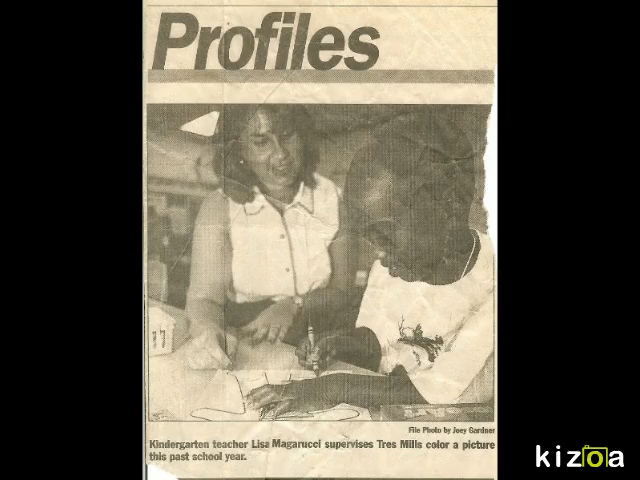 Profiles
File Photo by Joey Gardner
Kindergarten teacher Lisa Magarucci supervises Tres Mills color a picture
this past school year.
kizoa